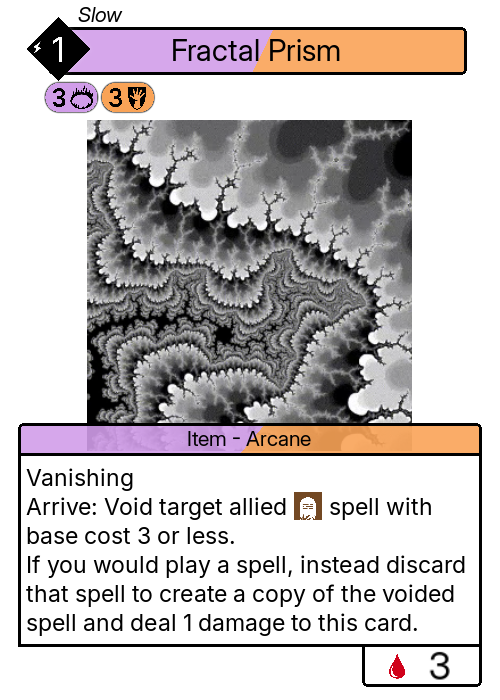 Slow
1
Fractal Prism
3 3
Item - Arcane
Vanishing
Arrive: Void target allied spell with
base cost 3 or less.
If you would play a spell, instead discard
that spell to create a copy of the voided
spell and deal 1 damage to this card.
3